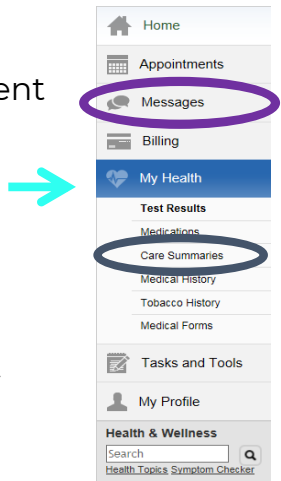 Home
Appointments
ent
Messages
Billing
My Health
Test Results
Medications
Care Summaries
Medical History
Tobacco History
Medical Forms
Tasks and Tools
My Profile
Health & Wellness
Search
Health Topics Symptom Checker